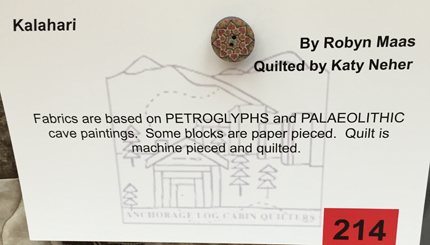 Kalahari
By Robyn Maas
Quilted by Katy Neher
Fabrics are based on PETROGLYPHS and PALAEOLITHIC
cave paintings. Some blocks are paper pieced. Quilt is
machine pieced and quilted.
ANCHORAGE LOG CABIN QUILTERS
214